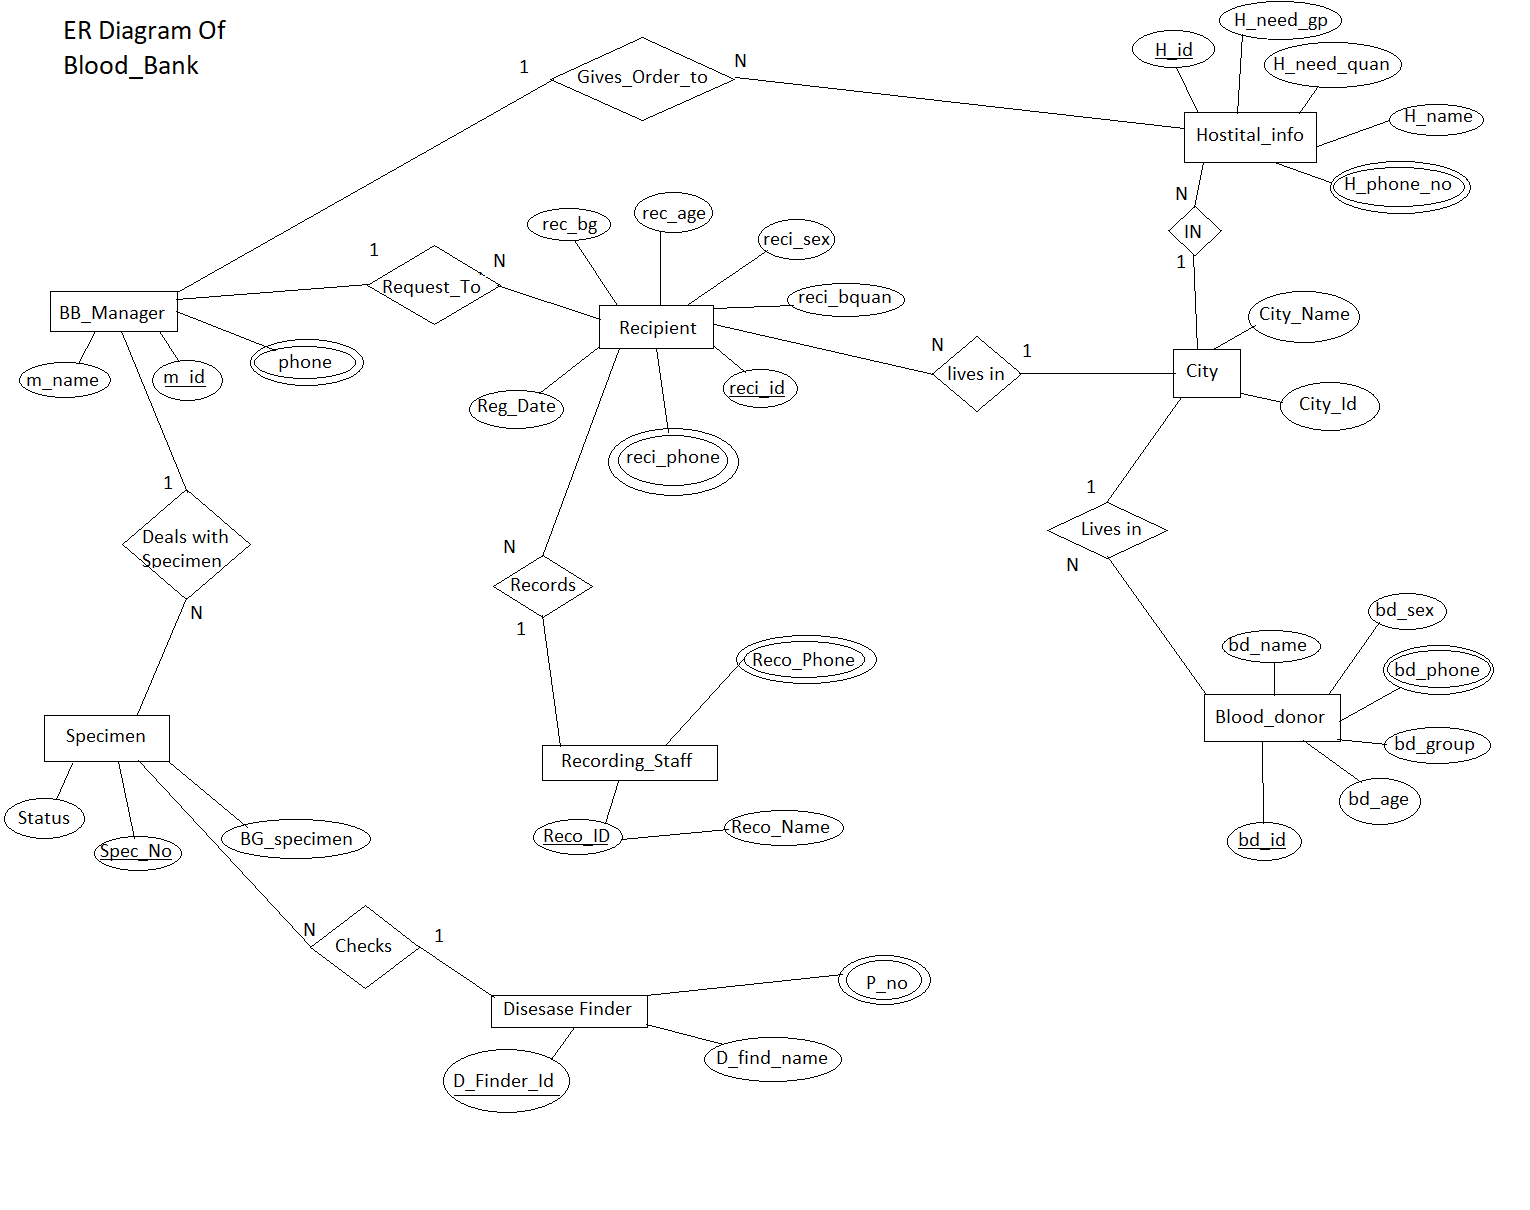 ER Diagram Of
Blood_Bank
H_need_gp
H_id
H_need_quan
1
Gives_Order_to
N
H_name
Hostital_info
H_phone_no
N
IN
1
rec_bg
rec_age
reci_sex
1
Request_To
N
reci_bquan
BB_Manager
Recipient
City_Name
m_name
m_id
phone
Reg_Date
reci_id
N
lives in
1
City
City_Id
reci_phone
1
Deals with
Specimen
N
1
Lives in
N
N
Records
1
bd_sex
bd_name
bd_phone
Blood_donor
bd_group
bd_age
bd_id
Reco_Phone
Specimen
Recording_Staff
Status
Spec_No
BG_specimen
Reco_ID
Reco_Name
N
Checks
1
P_no
Disesase Finder
D_find_name
D_Finder_Id